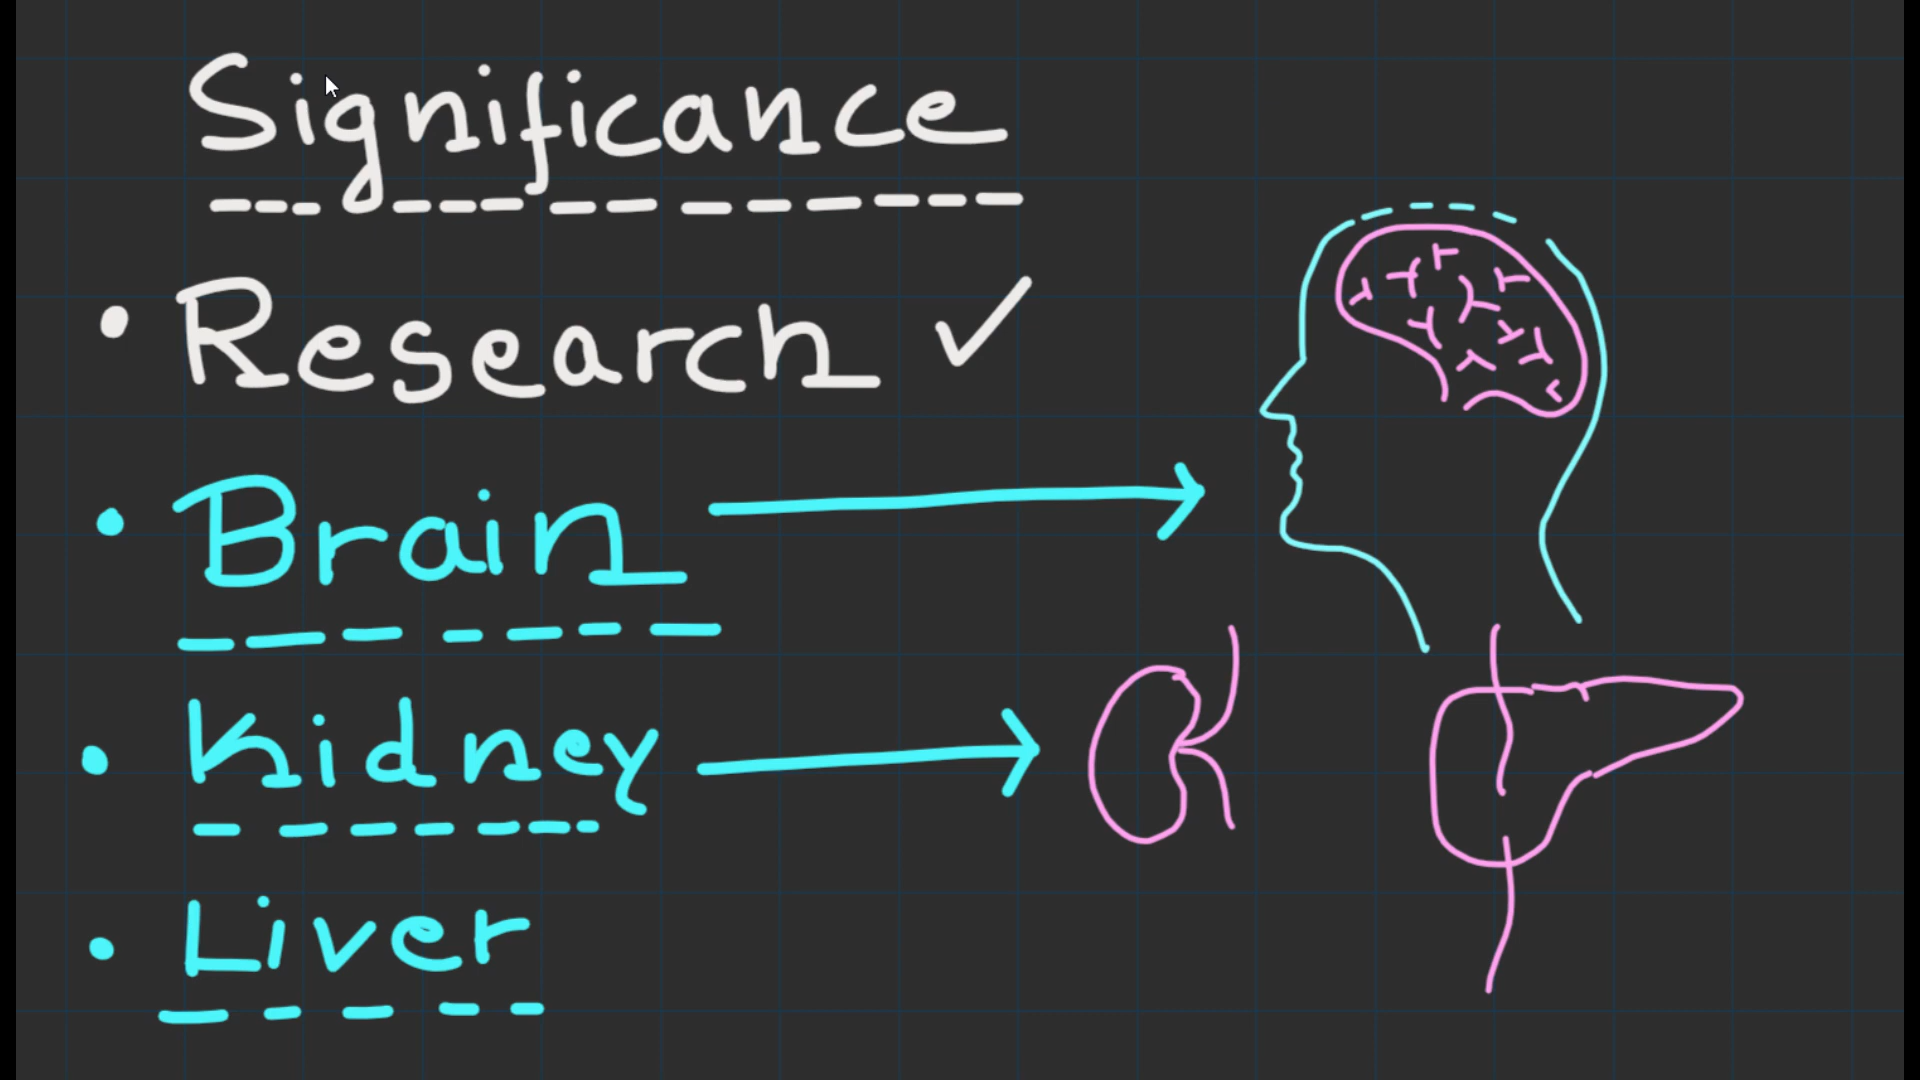 Significance
• Research ✓
• Brain →
• Kidney →
• Liver